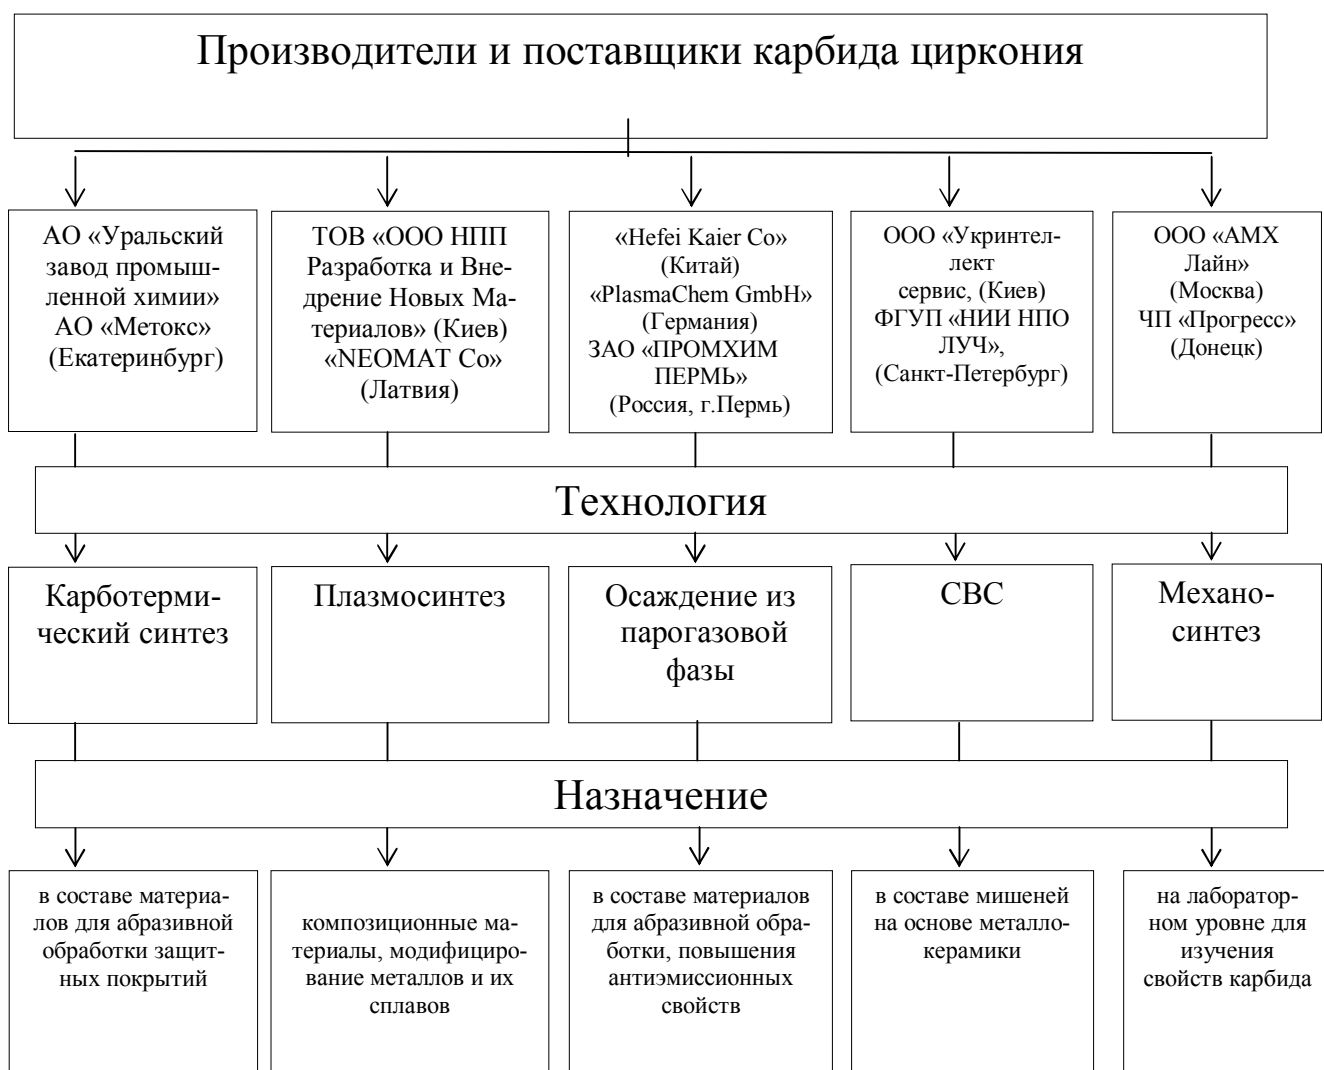 Производители и поставщики карбида циркония
АО «Уральский
завод промыш-
ленной химии»
АО «Метокс»
(Екатеринбург)
ТОВ «ООО НПП
Разработка и Вне-
дрение Новых Ма-
териалов» (Киев)
«NEOMAT Co»
(Латвия)
«Hefei Kaier Co»
(Китай)
«PlasmaChem GmbH»
(Германия)
ЗАО «ПРОМХИМ
ПЕРМЬ»
(Россия, г.Пермь)
ООО «Укринтел-
лект
сервис, (Киев)
ФГУП «НИИ НПО
ЛУЧ»,
(Санкт-Петербург)
ООО «АМХ
Лайн»
(Москва)
ЧП «Прогресс»
(Донецк)
Технология
Карботерми-
ческий синтез
Плазмосинтез
Осаждение из
парогазовой
фазы
СВС
Механо-
синтез
Назначение
в составе материа-
лов для абразивной
обработки защит-
ных покрытий
композиционные ма-
териалы, модифициро-
вание металлов и их
сплавов
в составе материалов
для абразивной обра-
ботки, повышения
антиэмиссионных
свойств
в составе мишеней
на основе металло-
керамики
на лаборатор-
ном уровне для
изучения
свойств карбида